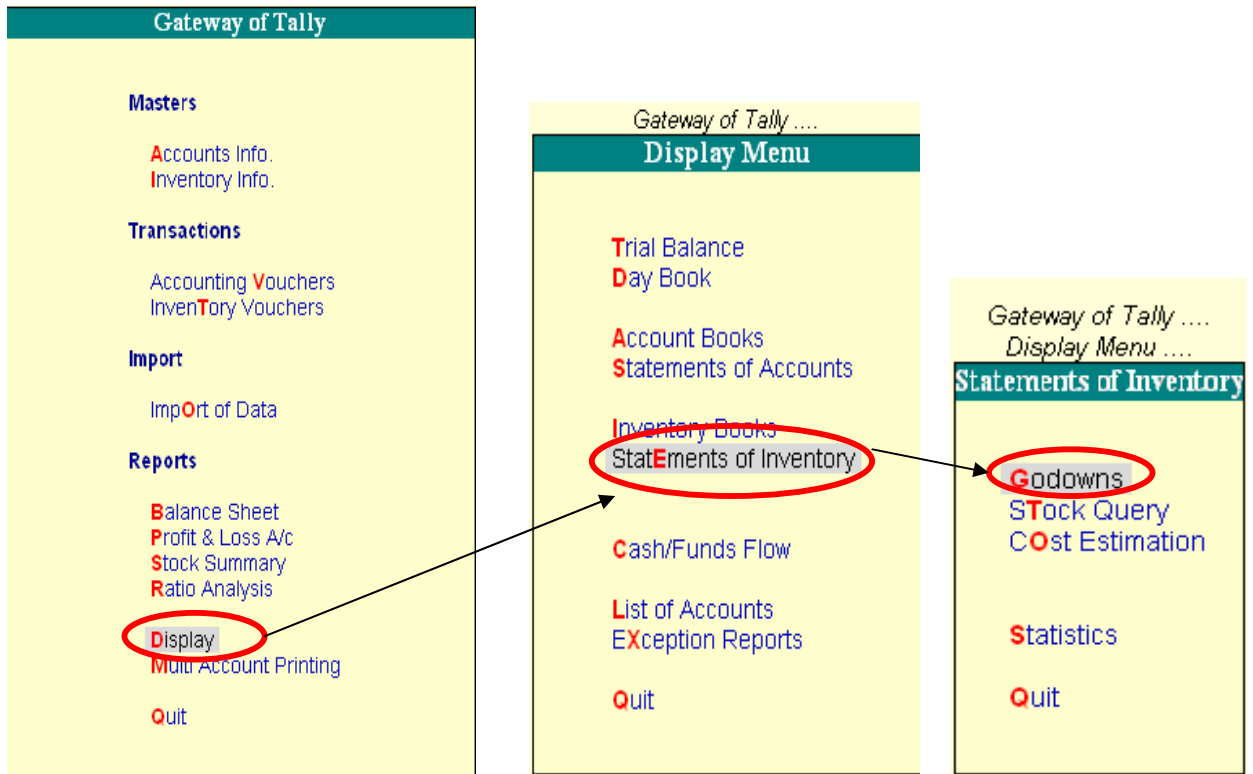 Gateway of Tally
Masters
Accounts Info.
Inventory Info.
Transactions
Accounting Vouchers
InvenTory Vouchers
Import
ImpOrt of Data
Reports
Balance Sheet
Profit & Loss A/c
Stock Summary
Ratio Analysis
Display
Multi Account Printing
Quit
Gateway of Tally ....
Display Menu
Trial Balance
Day Book
Account Books
Statements of Accounts
Inventory Books
StatEments of Inventory
Cash/Funds Flow
List of Accounts
EXception Reports
Quit
Gateway of Tally ....
Display Menu ....
Statements of Inventory
Godowns
STock Query
COst Estimation
Statistics
Quit